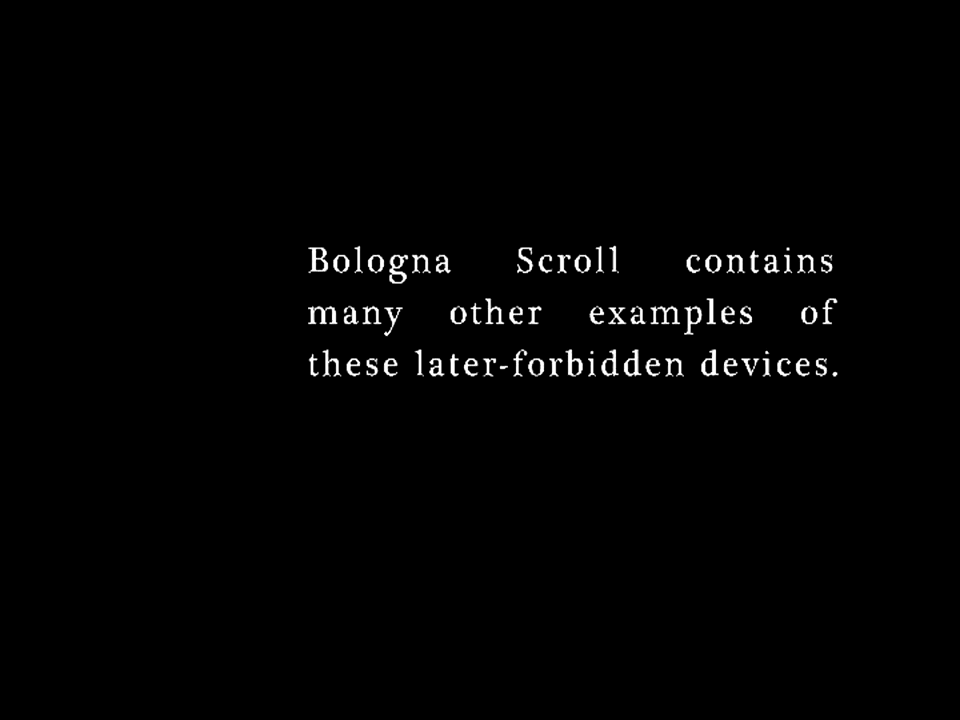 Bologna Scroll contains
many other examples of
these later-forbidden devices.